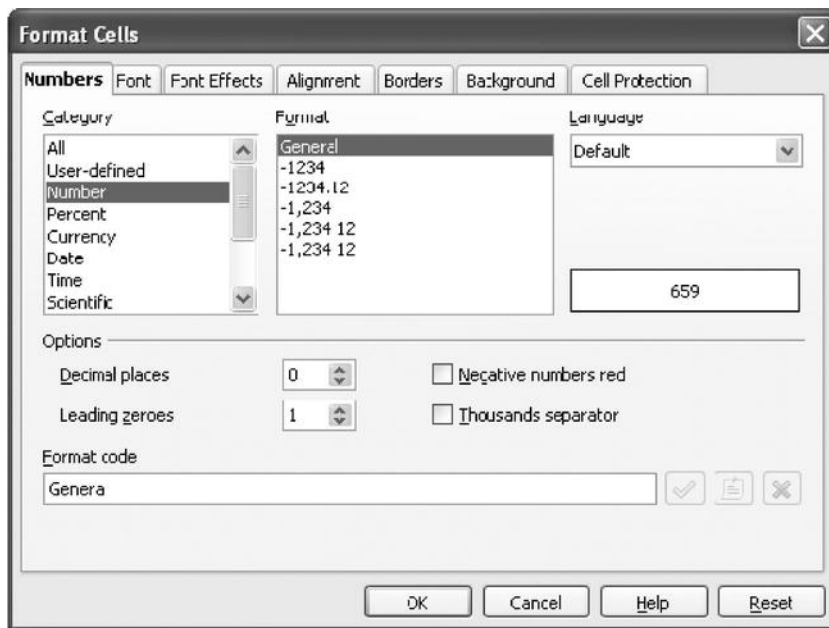 Format Cells
Numbers Font Font Effects Alignment Borders Background Cell Protection
Category Format Language
All
User-defined
Number
Percent
Currency
Date
Time
Scientific
General
-1234
-1234.12
-1,234
-1,234 12
-1,234 12
Default
659
Options
Decimal places 0 Negative numbers red
Leading zeroes 1 Thousands separator
Format code
Genera
OK Cancel Help Reset